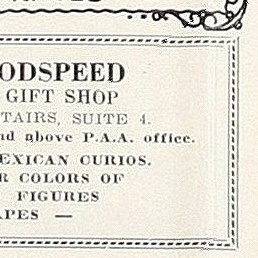 ODSPEED
GIFT SHOP
TAIRS, SUITE 4.
nd above P.A.A. office.
EXICAN CURIOS.
R COLORS OF
FIGURES
APES —